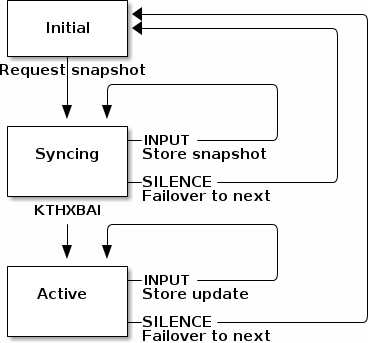 Initial
Request snapshot
INPUT
Syncing
Store snapshot
SILENCE
Failover to next
KTHXBAI
INPUT
Active
Store update
SILENCE
Failover to next